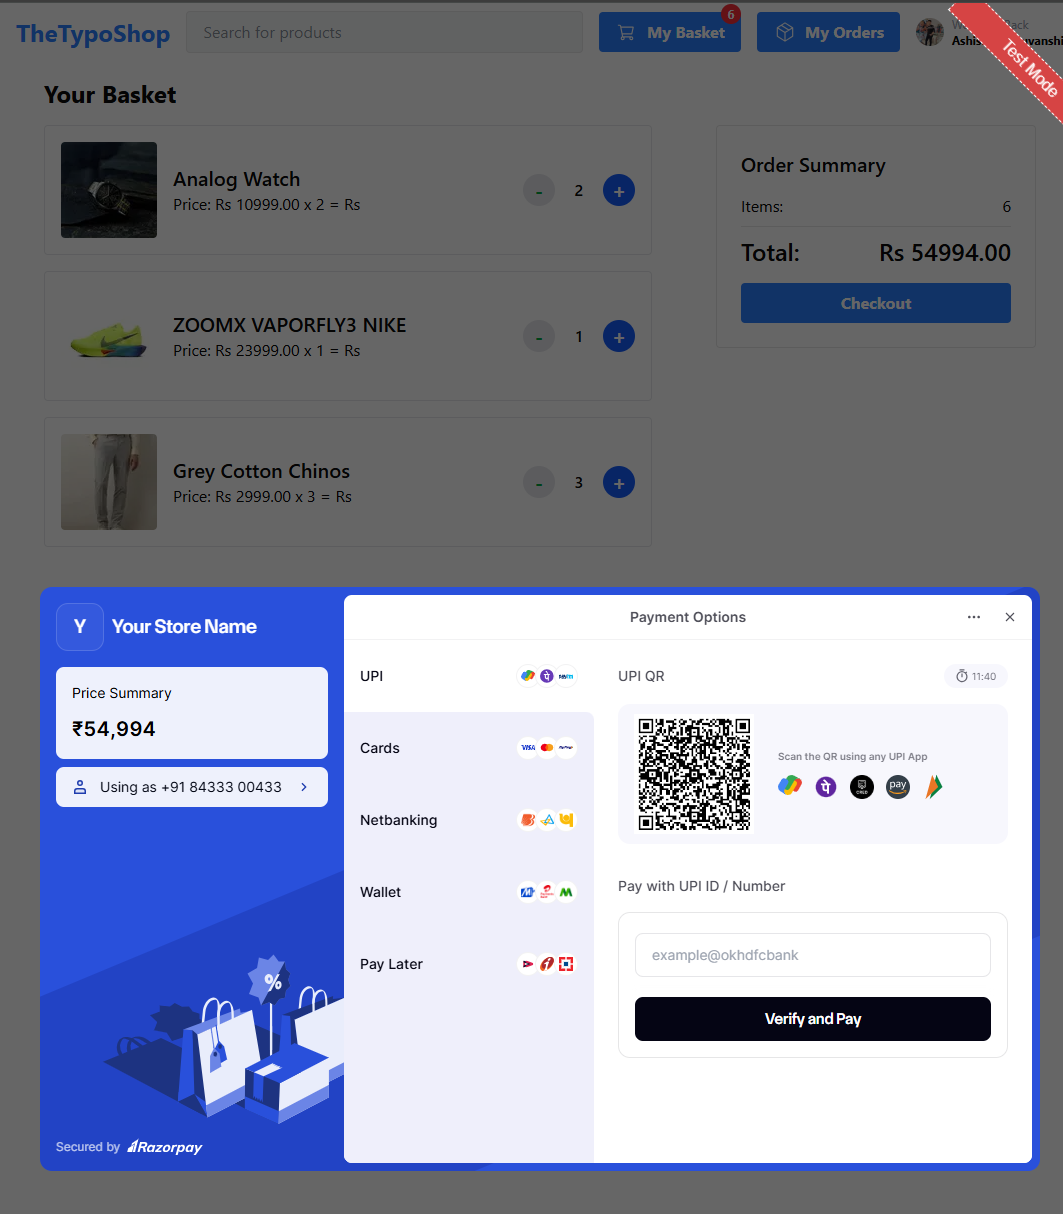 TheTypoShop
Search for products
My Basket
6
My Orders
Test Mode
Your Basket
Analog Watch
Price: Rs 10999.00 x 2 = Rs
- 2 +
ZOOMX VAPORFLY3 NIKE
Price: Rs 23999.00 x 1 = Rs
- 1 +
Grey Cotton Chinos
Price: Rs 2999.00 x 3 = Rs
- 3 +
Order Summary
Items: 6
Total: Rs 54994.00
Checkout
Y
Your Store Name
Price Summary
₹54,994
Using as +91 84333 00433
%
Secured by Razorpay
Payment Options
UPI
Cards
VISA
Netbanking
Wallet
Pay Later
UPI QR
11:40
Scan the QR using any UPI App
CRED
pay
Pay with UPI ID / Number
example@okhdfcbank
Verify and Pay